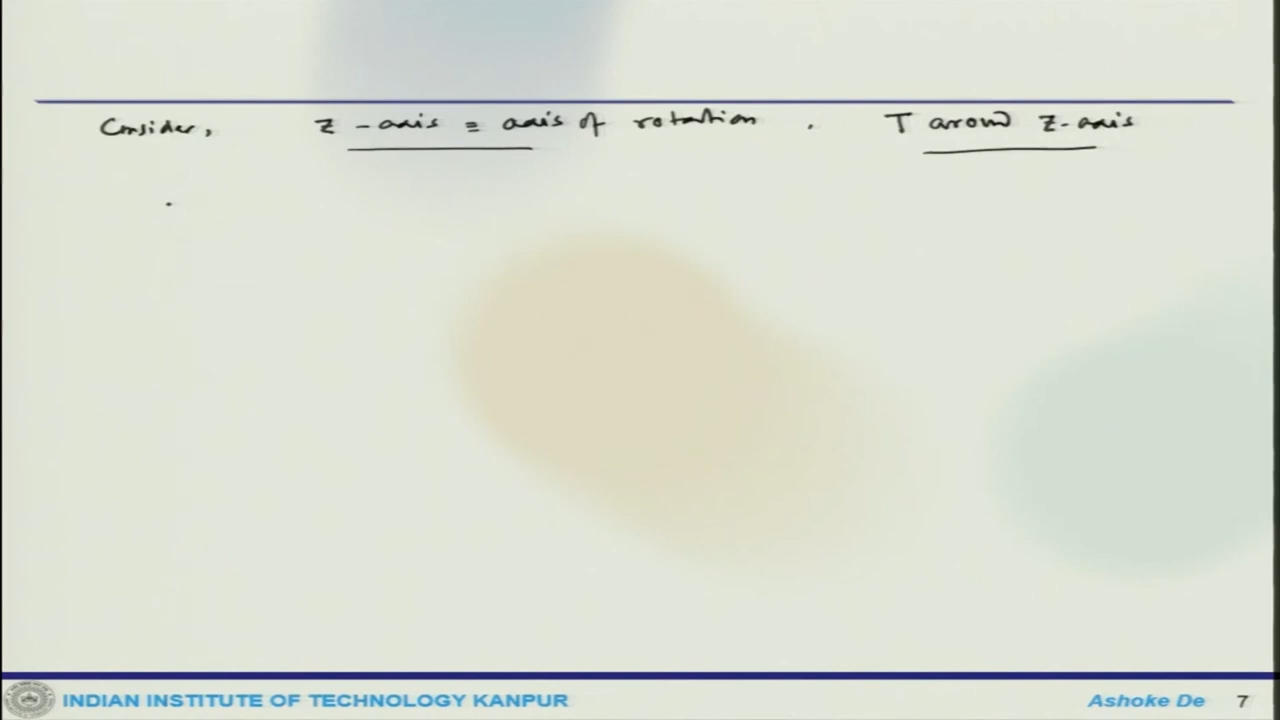 Consider, Z-axis = axis of rotation. T around Z-axis
INDIAN INSTITUTE OF TECHNOLOGY KANPUR
Ashoke De 7